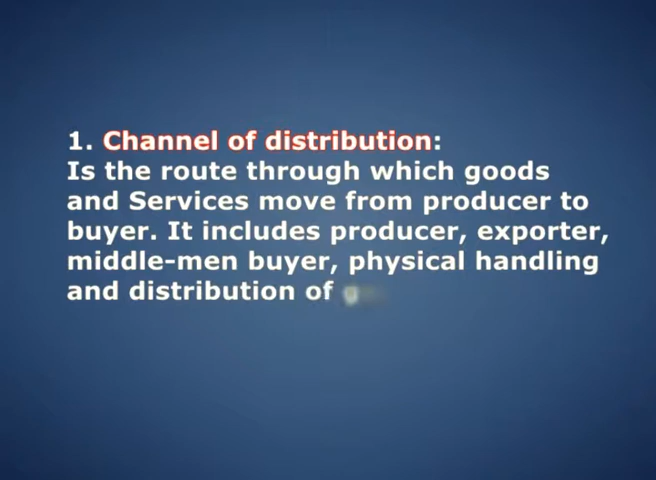 1. Channel of distribution:
Is the route through which goods
and Services move from producer to
buyer. It includes producer, exporter,
middle-men buyer, physical handling
and distribution of